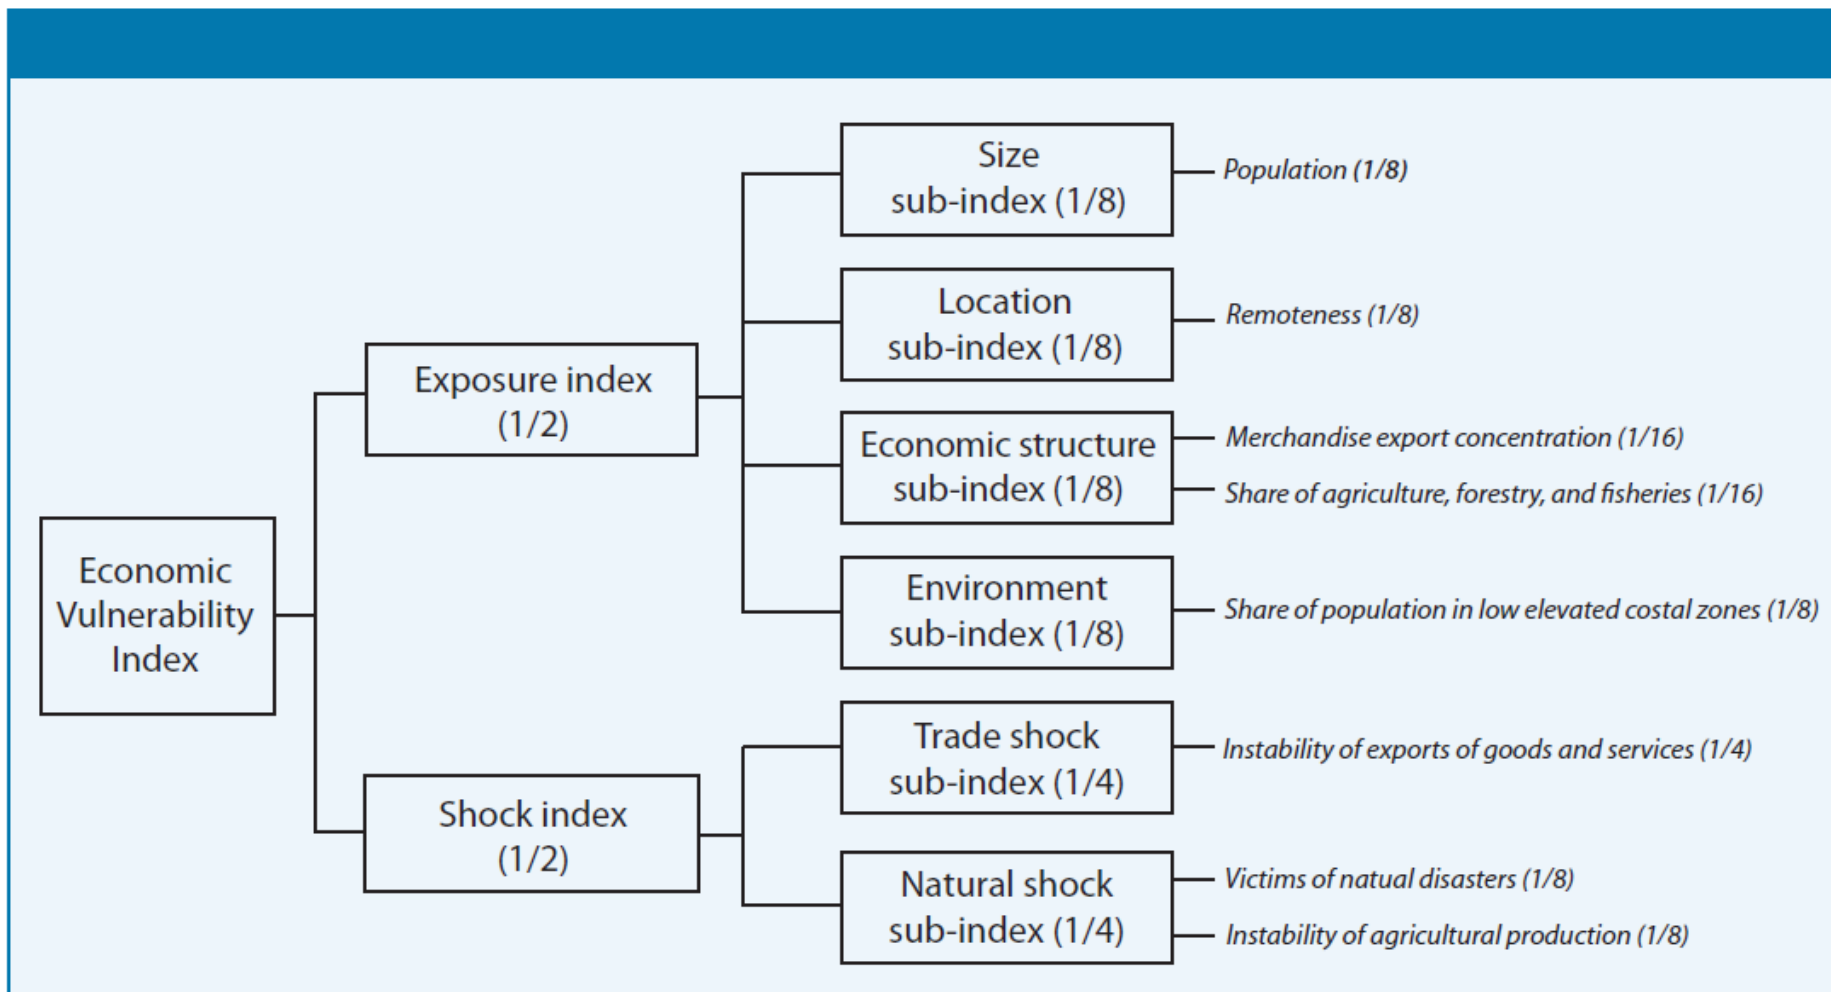 Economic
Vulnerability
Index
Exposure index
(1/2)
Size
sub-index (1/8)
Population (1/8)
Location
sub-index (1/8)
Remoteness (1/8)
Economic structure
sub-index (1/8)
Merchandise export concentration (1/16)
Share of agriculture, forestry, and fisheries (1/16)
Environment
sub-index (1/8)
Share of population in low elevated costal zones (1/8)
Shock index
(1/2)
Trade shock
sub-index (1/4)
Instability of exports of goods and services (1/4)
Natural shock
sub-index (1/4)
Victims of natual disasters (1/8)
Instability of agricultural production (1/8)